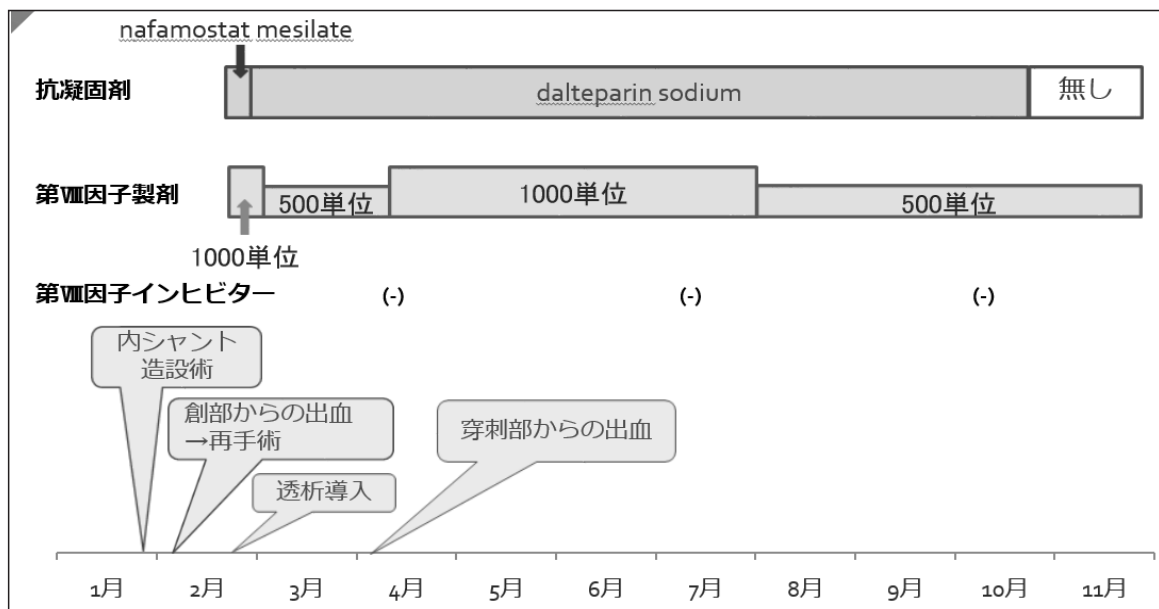 nafamostat mesilate
抗凝固剤
dalteparin sodium
無し
第Ⅷ因子製剤
500単位
1000単位
500単位
1000単位
第Ⅷ因子インヒビター
(-)
(-)
(-)
内シャント
造設術
創部からの出血
→再手術
透析導入
穿刺部からの出血
1月
2月
3月
4月
5月
6月
7月
8月
9月
10月
11月